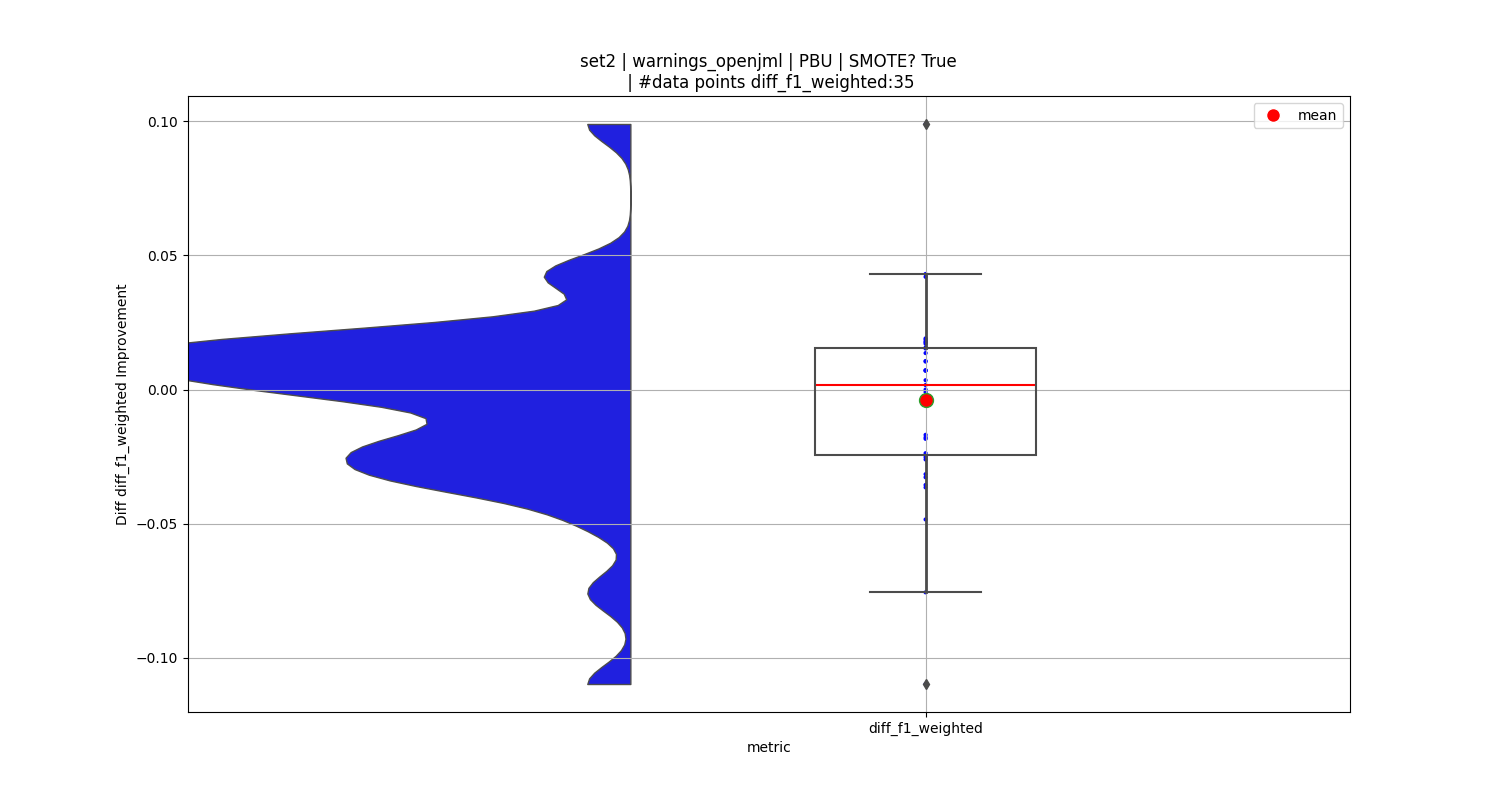 set2 | warnings_openjml | PBU | SMOTE? True
| #data points diff_f1_weighted:35
mean
0.10
0.05
0.00
−0.05
−0.10
Diff diff_f1_weighted Improvement
diff_f1_weighted
metric